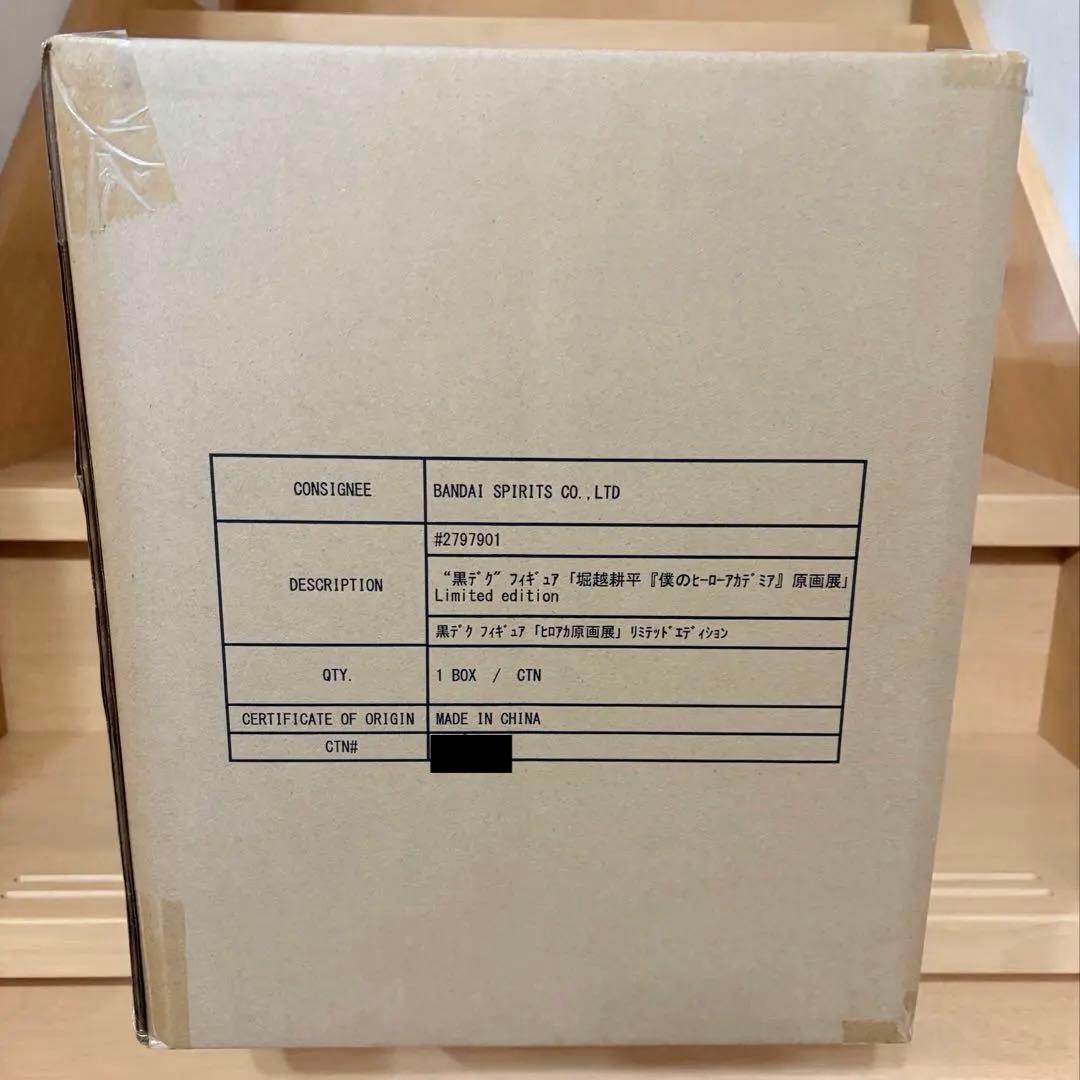 CONSIGNEE
BANDAI SPIRITS CO.,LTD
DESCRIPTION
#2797901
“黒ﾃﾞｸ” ﾌｨｷﾞｭｱ「堀越耕平『僕のﾋｰﾛｰｱｶﾃﾞﾐｱ』原画展」
Limited edition
黒ﾃﾞｸ ﾌｨｷﾞｭｱ「ﾋﾛｱｶ原画展」ﾘﾐﾃｯﾄﾞｴﾃﾞｨｼｮﾝ
QTY.
1 BOX / CTN
CERTIFICATE OF ORIGIN
MADE IN CHINA
CTN#